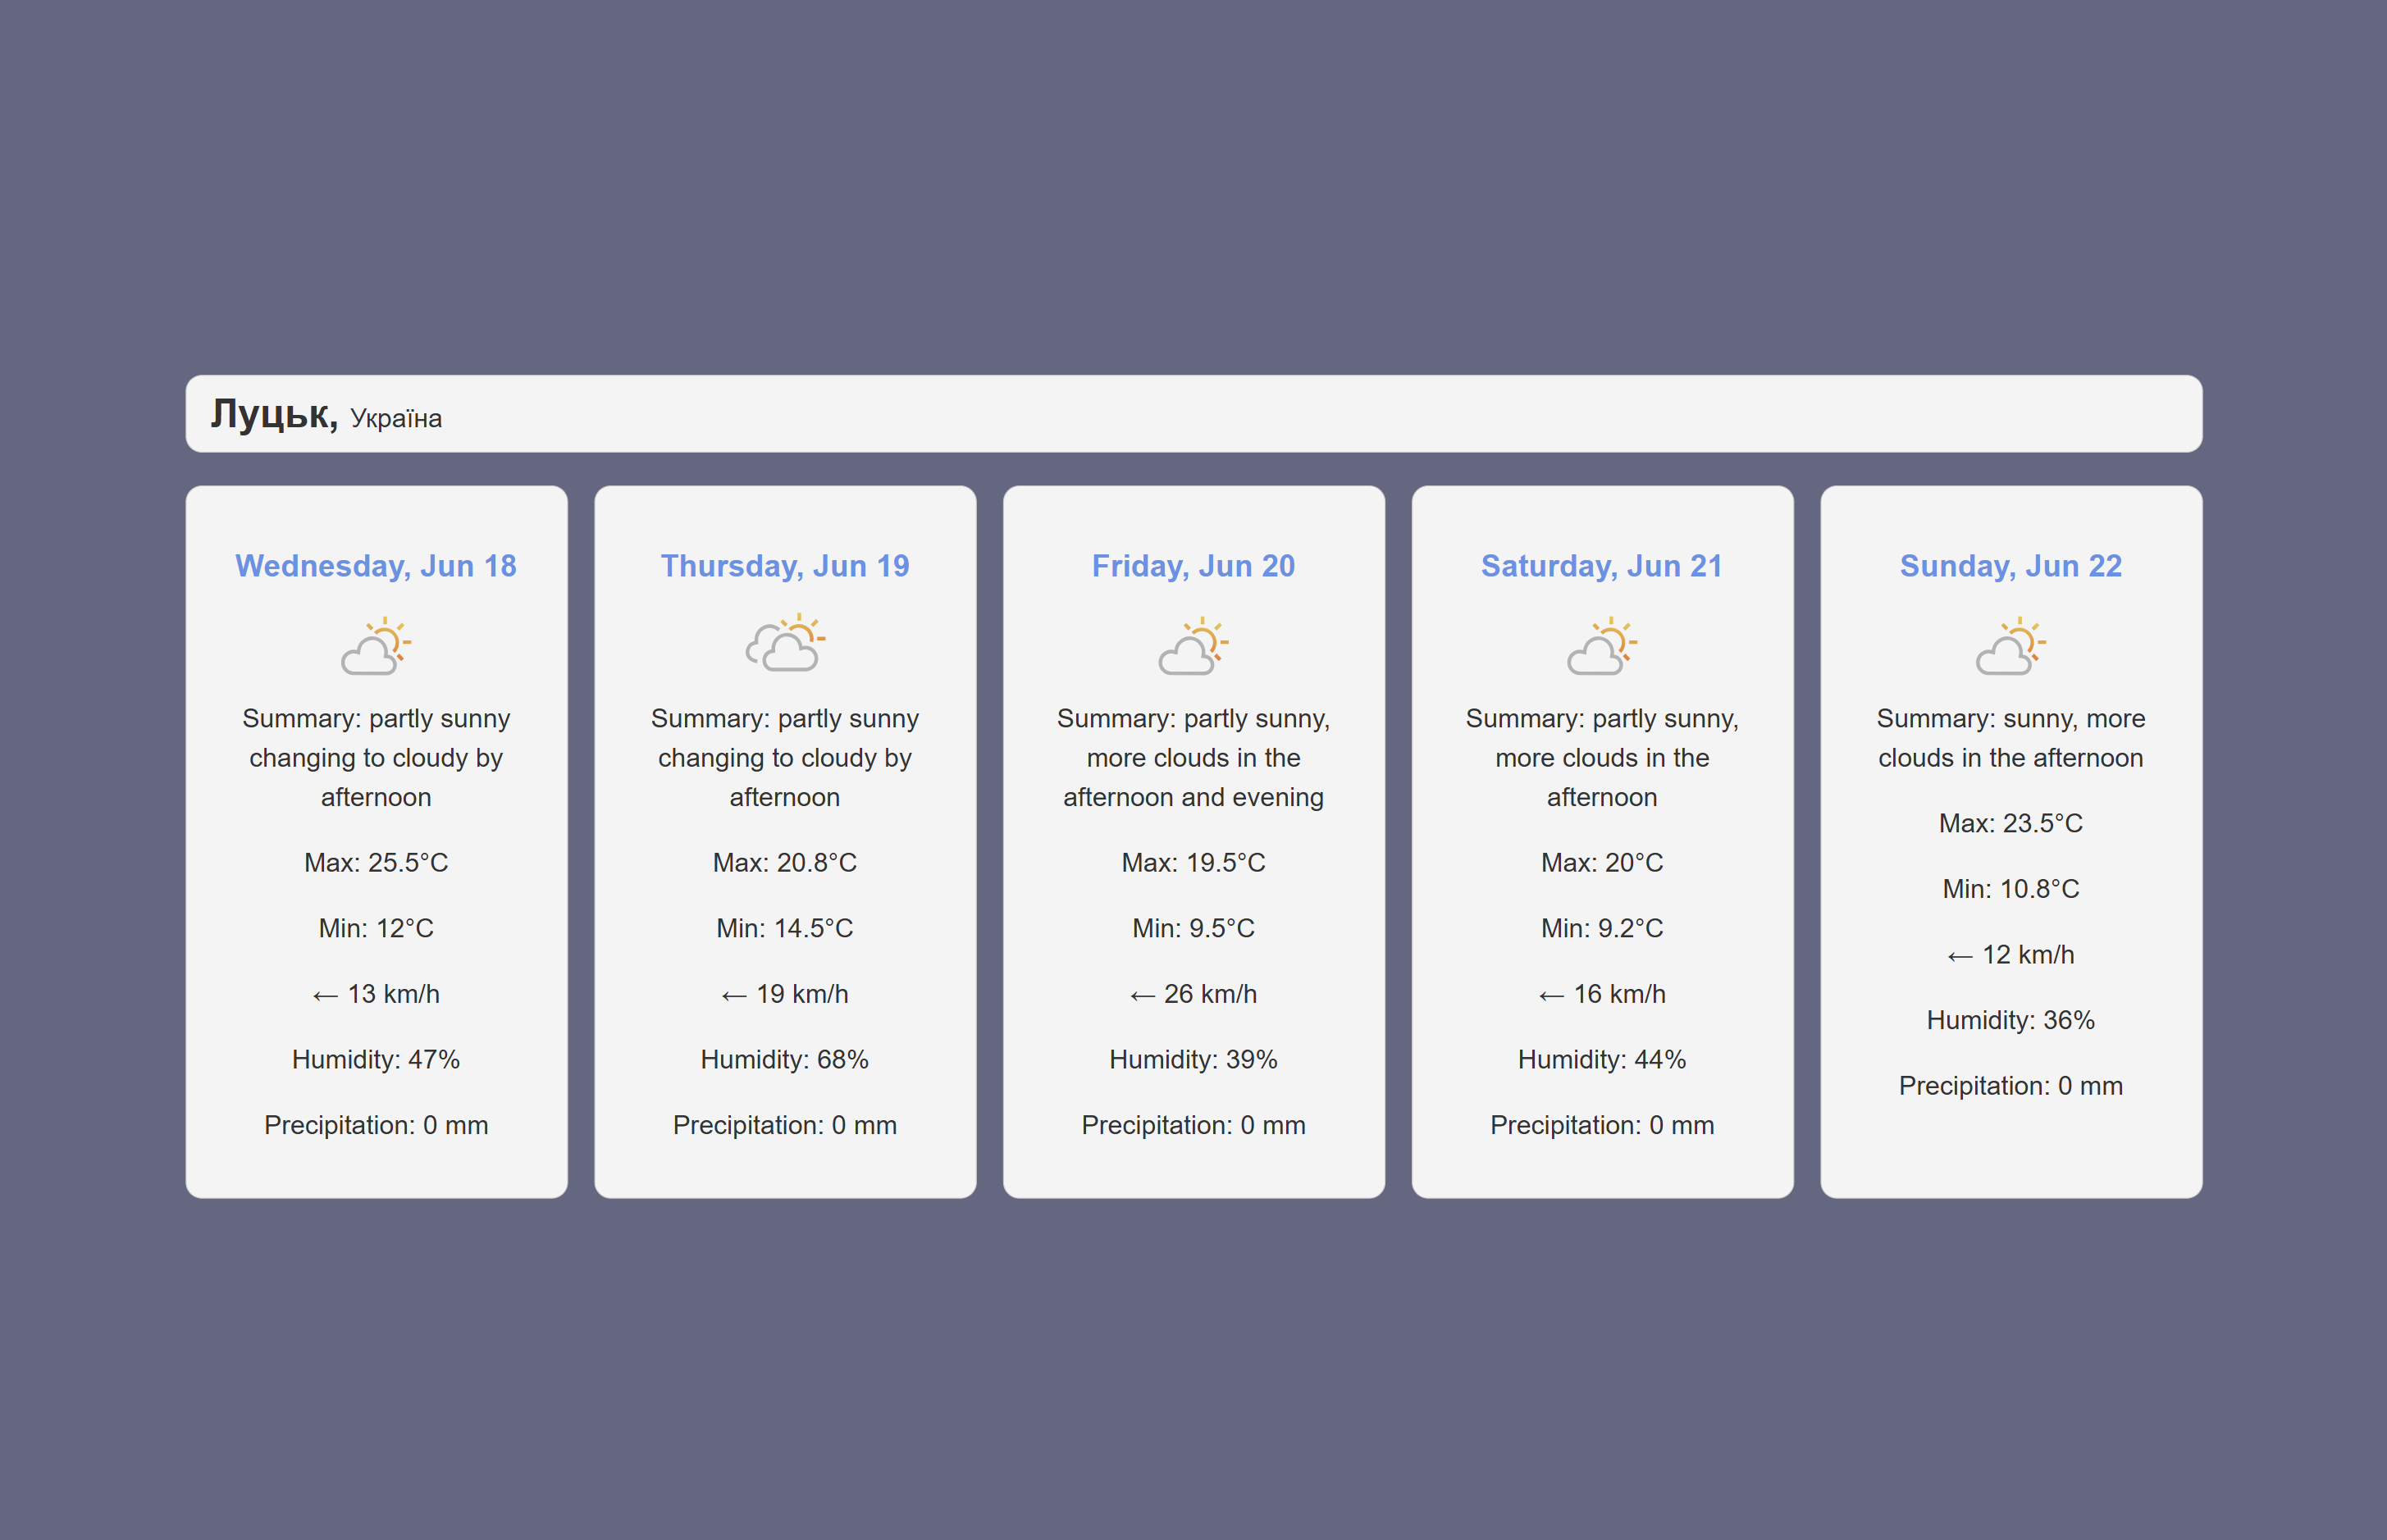 Луцьк, Україна
Wednesday, Jun 18
Summary: partly sunny
changing to cloudy by
afternoon
Max: 25.5°C
Min: 12°C
← 13 km/h
Humidity: 47%
Precipitation: 0 mm
Thursday, Jun 19
Summary: partly sunny
changing to cloudy by
afternoon
Max: 20.8°C
Min: 14.5°C
← 19 km/h
Humidity: 68%
Precipitation: 0 mm
Friday, Jun 20
Summary: partly sunny,
more clouds in the
afternoon and evening
Max: 19.5°C
Min: 9.5°C
← 26 km/h
Humidity: 39%
Precipitation: 0 mm
Saturday, Jun 21
Summary: partly sunny,
more clouds in the
afternoon
Max: 20°C
Min: 9.2°C
← 16 km/h
Humidity: 44%
Precipitation: 0 mm
Sunday, Jun 22
Summary: sunny, more
clouds in the afternoon
Max: 23.5°C
Min: 10.8°C
← 12 km/h
Humidity: 36%
Precipitation: 0 mm